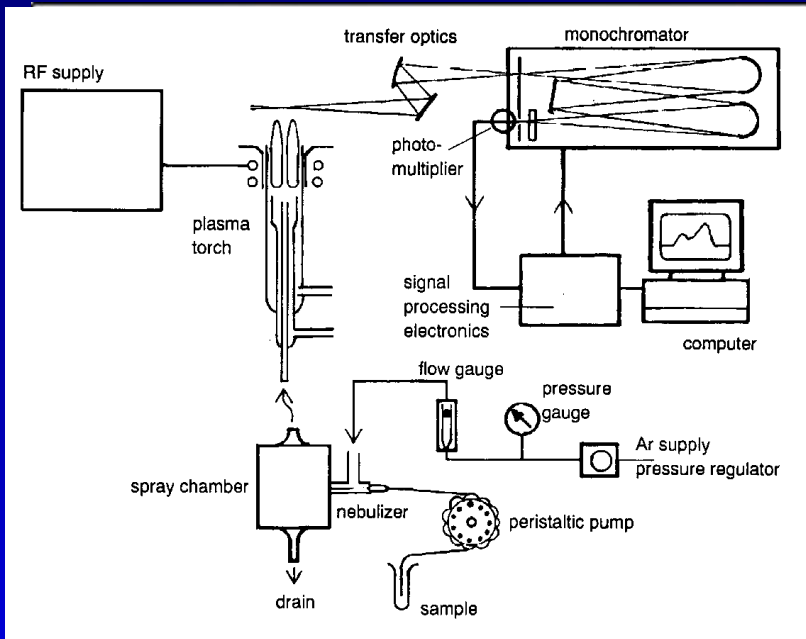 transfer optics
monochromator
RF supply
photo-
multiplier
plasma
torch
signal
processing
electronics
computer
flow gauge
pressure
gauge
Ar supply
pressure regulator
spray chamber
nebulizer
peristaltic pump
drain
sample